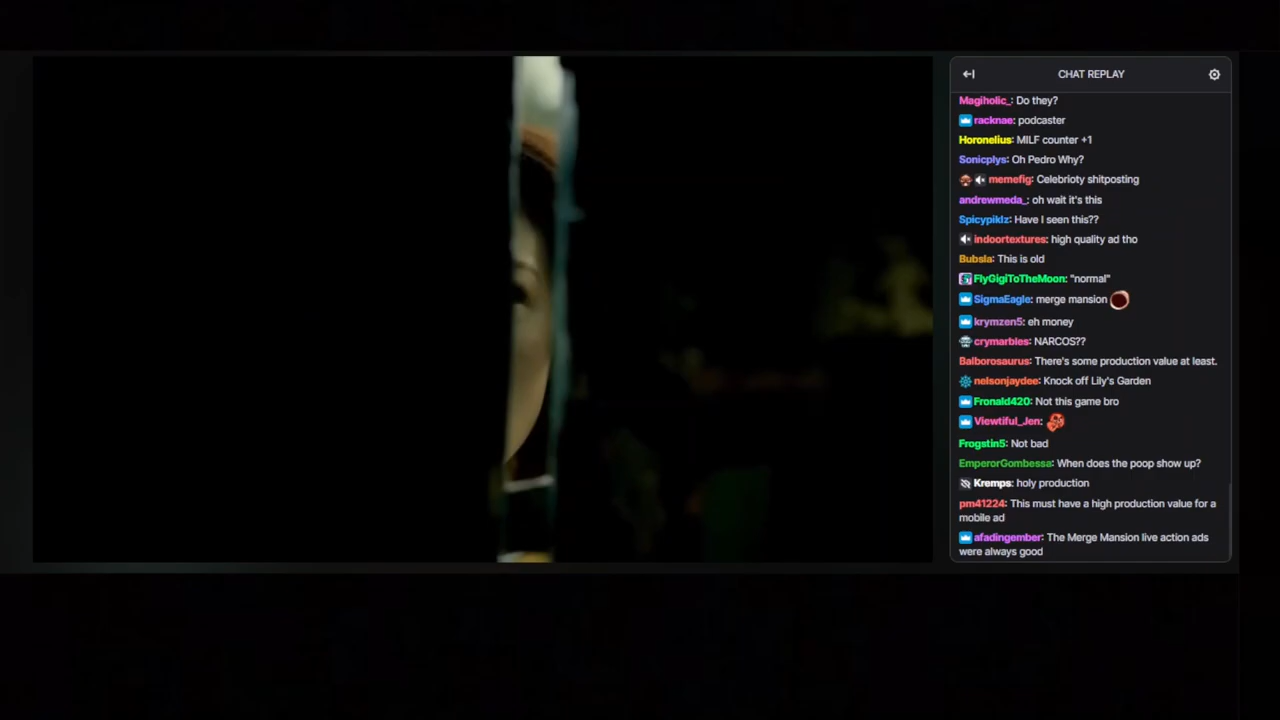 CHAT REPLAY
Magiholic_: Do they?
racknae: podcaster
Horonelius: MILF counter +1
Sonicplys: Oh Pedro Why?
memefig: Celebrioty shitposting
andrewmeda_: oh wait it's this
Spicypiklz: Have I seen this??
indoortextures: high quality ad tho
Bubsla: This is old
FlyGigiToTheMoon: "normal"
SigmaEagle: merge mansion
krymzen5: eh money
crymarbles: NARCOS??
Balborosaurus: There's some production value at least.
nelsonjaydee: Knock off Lily's Garden
Fronald420: Not this game bro
Viewtiful_Jen:
Frogstin5: Not bad
EmperorGombessa: When does the poop show up?
Kremps: holy production
pm41224: This must have a high production value for a
mobile ad
afadingember: The Merge Mansion live action ads
were always good